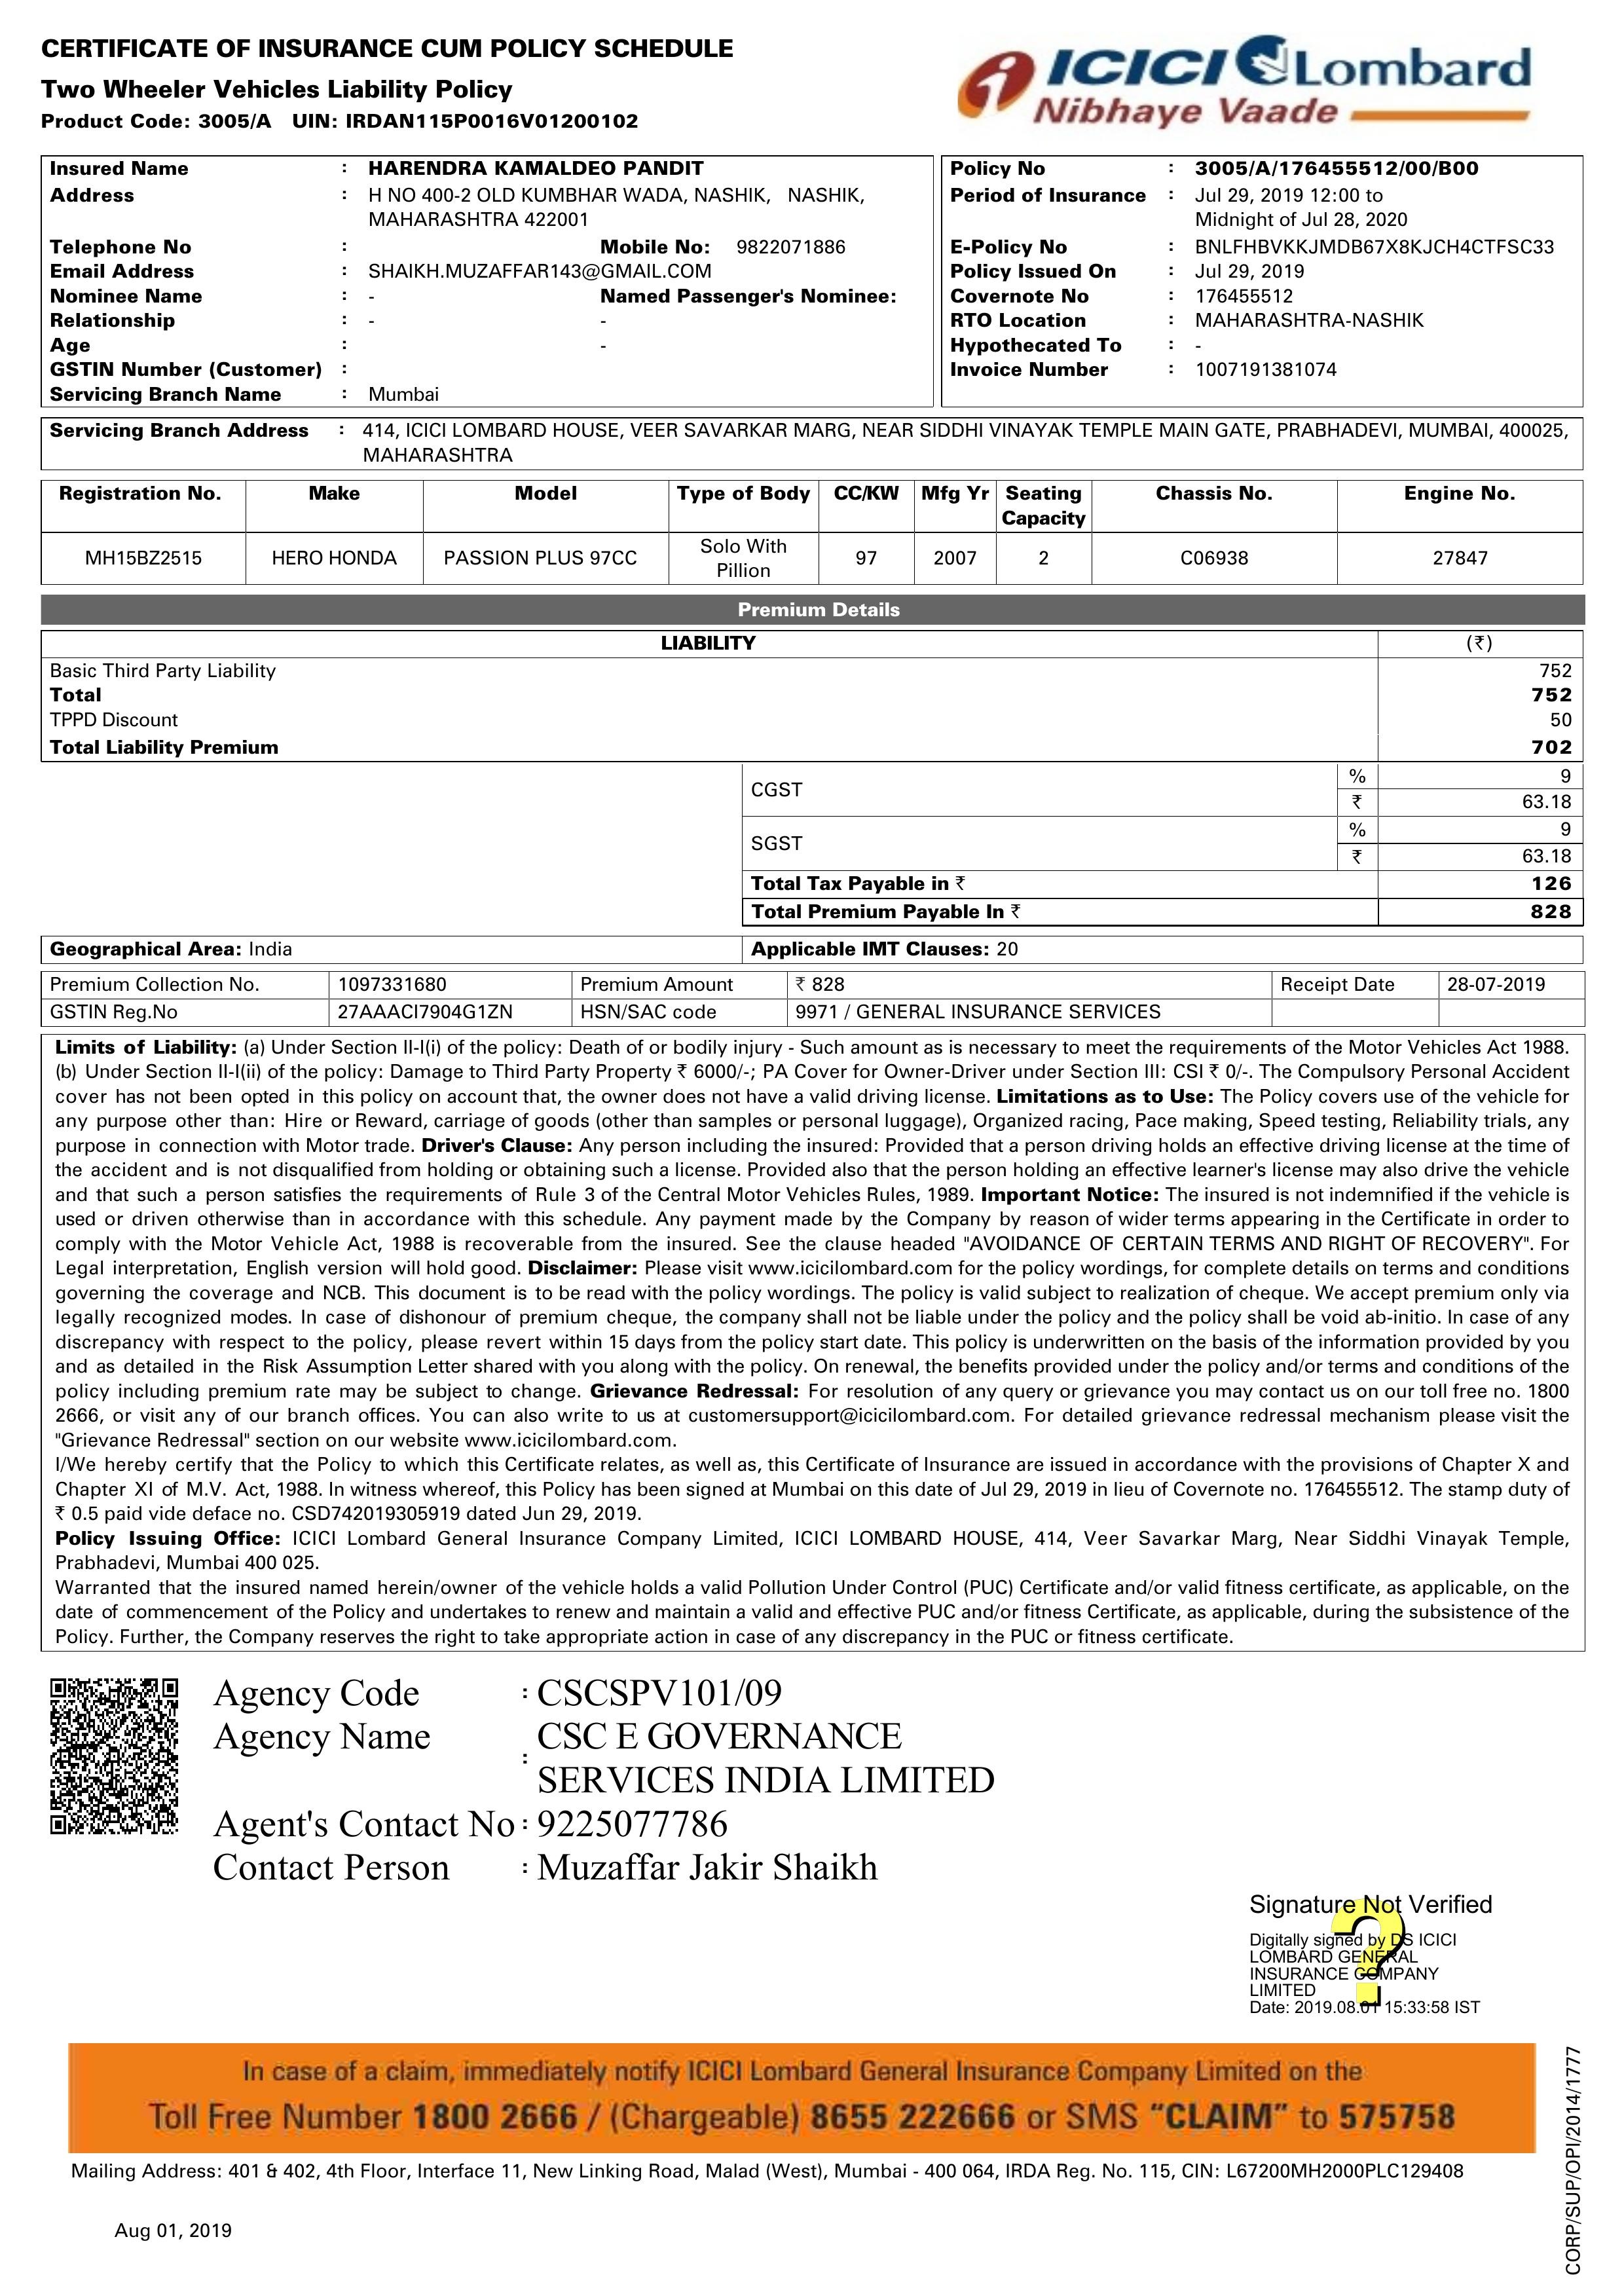 CERTIFICATE OF INSURANCE CUM POLICY SCHEDULE
Two Wheeler Vehicles Liability Policy
Product Code: 3005/A UIN: IRDAN115P0016V01200102
ICICI Lombard
Nibhaye Vaade
Insured Name : HARENDRA KAMALDEO PANDIT
Address : H NO 400-2 OLD KUMBHAR WADA, NASHIK, NASHIK,
MAHARASHTRA 422001
Telephone No : Mobile No: 9822071886
Email Address : SHAIKH.MUZAFFAR143@GMAIL.COM
Nominee Name : - Named Passenger's Nominee:
Relationship : - -
Age : -
GSTIN Number (Customer) :
Servicing Branch Name : Mumbai
Policy No : 3005/A/176455512/00/B00
Period of Insurance : Jul 29, 2019 12:00 to
Midnight of Jul 28, 2020
E-Policy No : BNLFHBVKKJMDB67X8KJCH4CTFSC33
Policy Issued On : Jul 29, 2019
Covernote No : 176455512
RTO Location : MAHARASHTRA-NASHIK
Hypothecated To : -
Invoice Number : 1007191381074
Servicing Branch Address : 414, ICICI LOMBARD HOUSE, VEER SAVARKAR MARG, NEAR SIDDHI VINAYAK TEMPLE MAIN GATE, PRABHADEVI, MUMBAI, 400025,
MAHARASHTRA
Registration No. Make Model Type of Body CC/KW Mfg Yr Seating Capacity Chassis No. Engine No.
MH15BZ2515 HERO HONDA PASSION PLUS 97CC Solo With Pillion 97 2007 2 C06938 27847
Premium Details
LIABILITY (₹)
Basic Third Party Liability 752
Total 752
TPPD Discount 50
Total Liability Premium 702
CGST % 9
₹ 63.18
SGST % 9
₹ 63.18
Total Tax Payable in ₹ 126
Total Premium Payable In ₹ 828
Geographical Area: India Applicable IMT Clauses: 20
Premium Collection No. 1097331680 Premium Amount ₹ 828 Receipt Date 28-07-2019
GSTIN Reg.No 27AAACI7904G1ZN HSN/SAC code 9971 / GENERAL INSURANCE SERVICES
Limits of Liability: (a) Under Section II-I(i) of the policy: Death of or bodily injury - Such amount as is necessary to meet the requirements of the Motor Vehicles Act 1988.
(b) Under Section II-I(ii) of the policy: Damage to Third Party Property ₹ 6000/-; PA Cover for Owner-Driver under Section III: CSI ₹ 0/-. The Compulsory Personal Accident
cover has not been opted in this policy on account that, the owner does not have a valid driving license. Limitations as to Use: The Policy covers use of the vehicle for
any purpose other than: Hire or Reward, carriage of goods (other than samples or personal luggage), Organized racing, Pace making, Speed testing, Reliability trials, any
purpose in connection with Motor trade. Driver's Clause: Any person including the insured: Provided that a person driving holds an effective driving license at the time of
the accident and is not disqualified from holding or obtaining such a license. Provided also that the person holding an effective learner's license may also drive the vehicle
and that such a person satisfies the requirements of Rule 3 of the Central Motor Vehicles Rules, 1989. Important Notice: The insured is not indemnified if the vehicle is
used or driven otherwise than in accordance with this schedule. Any payment made by the Company by reason of wider terms appearing in the Certificate in order to
comply with the Motor Vehicle Act, 1988 is recoverable from the insured. See the clause headed "AVOIDANCE OF CERTAIN TERMS AND RIGHT OF RECOVERY". For
Legal interpretation, English version will hold good. Disclaimer: Please visit www.icicilombard.com for the policy wordings, for complete details on terms and conditions
governing the coverage and NCB. This document is to be read with the policy wordings. The policy is valid subject to realization of cheque. We accept premium only via
legally recognized modes. In case of dishonour of premium cheque, the company shall not be liable under the policy and the policy shall be void ab-initio. In case of any
discrepancy with respect to the policy, please revert within 15 days from the policy start date. This policy is underwritten on the basis of the information provided by you
and as detailed in the Risk Assumption Letter shared with you along with the policy. On renewal, the benefits provided under the policy and/or terms and conditions of the
policy including premium rate may be subject to change. Grievance Redressal: For resolution of any query or grievance you may contact us on our toll free no. 1800
2666, or visit any of our branch offices. You can also write to us at customersupport@icicilombard.com. For detailed grievance redressal mechanism please visit the
"Grievance Redressal" section on our website www.icicilombard.com.
I/We hereby certify that the Policy to which this Certificate relates, as well as, this Certificate of Insurance are issued in accordance with the provisions of Chapter X and
Chapter XI of M.V. Act, 1988. In witness whereof, this Policy has been signed at Mumbai on this date of Jul 29, 2019 in lieu of Covernote no. 176455512. The stamp duty of
₹ 0.5 paid vide deface no. CSD742019305919 dated Jun 29, 2019.
Policy Issuing Office: ICICI Lombard General Insurance Company Limited, ICICI LOMBARD HOUSE, 414, Veer Savarkar Marg, Near Siddhi Vinayak Temple,
Prabhadevi, Mumbai 400 025.
Warranted that the insured named herein/owner of the vehicle holds a valid Pollution Under Control (PUC) Certificate and/or valid fitness certificate, as applicable, on the
date of commencement of the Policy and undertakes to renew and maintain a valid and effective PUC and/or fitness Certificate, as applicable, during the subsistence of the
Policy. Further, the Company reserves the right to take appropriate action in case of any discrepancy in the PUC or fitness certificate.
Agency Code : CSCSPV101/09
Agency Name : CSC E GOVERNANCE
SERVICES INDIA LIMITED
Agent's Contact No : 9225077786
Contact Person : Muzaffar Jakir Shaikh
Signature Not Verified
Digitally signed by DS ICICI
LOMBARD GENERAL
INSURANCE COMPANY
LIMITED
Date: 2019.08.01 15:33:58 IST
In case of a claim, immediately notify ICICI Lombard General Insurance Company Limited on the
Toll Free Number 1800 2666 / (Chargeable) 8655 222666 or SMS “CLAIM” to 575758
Mailing Address: 401 & 402, 4th Floor, Interface 11, New Linking Road, Malad (West), Mumbai - 400 064, IRDA Reg. No. 115, CIN: L67200MH2000PLC129408
Aug 01, 2019
CORP/SUP/OPI/2014/1777